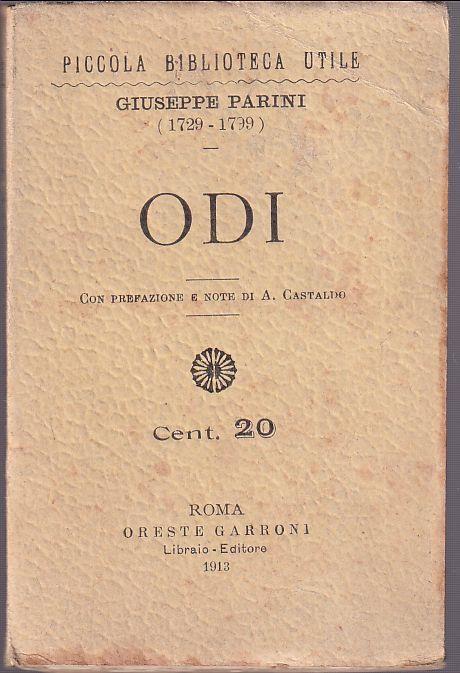 PICCOLA BIBLIOTECA UTILE
GIUSEPPE PARINI
(1729-1799)
ODI
CON PREFAZIONE E NOTE DI A. CASTALDO
Cent. 20
ROMA
ORESTE GARRONI
Libraio-Editore
1913